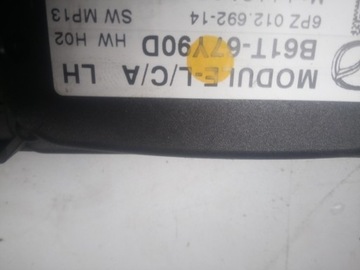 MODULE-L/C/A LH
B61T-67Y90D
6PZ 012.692-14
HW H02
SW MP13